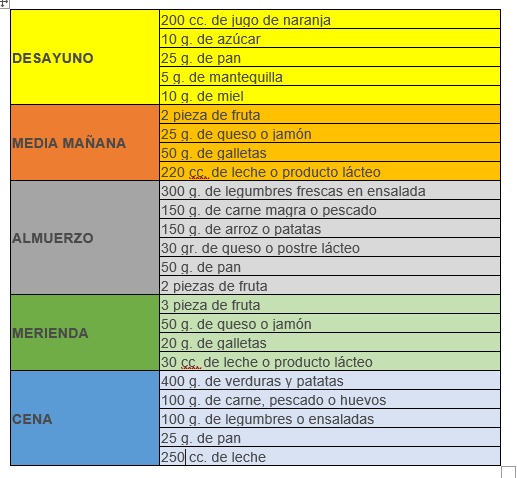 DESAYUNO
200 cc. de jugo de naranja
10 g. de azúcar
25 g. de pan
5 g. de mantequilla
10 g. de miel
MEDIA MAÑANA
2 pieza de fruta
25 g. de queso o jamón
50 g. de galletas
220 cc. de leche o producto lácteo
ALMUERZO
300 g. de legumbres frescas en ensalada
150 g. de carne magra o pescado
150 g. de arroz o patatas
30 gr. de queso o postre lácteo
50 g. de pan
2 piezas de fruta
MERIENDA
3 pieza de fruta
50 g. de queso o jamón
20 g. de galletas
30 cc. de leche o producto lácteo
CENA
400 g. de verduras y patatas
100 g. de carne, pescado o huevos
100 g. de legumbres o ensaladas
25 g. de pan
250 cc. de leche